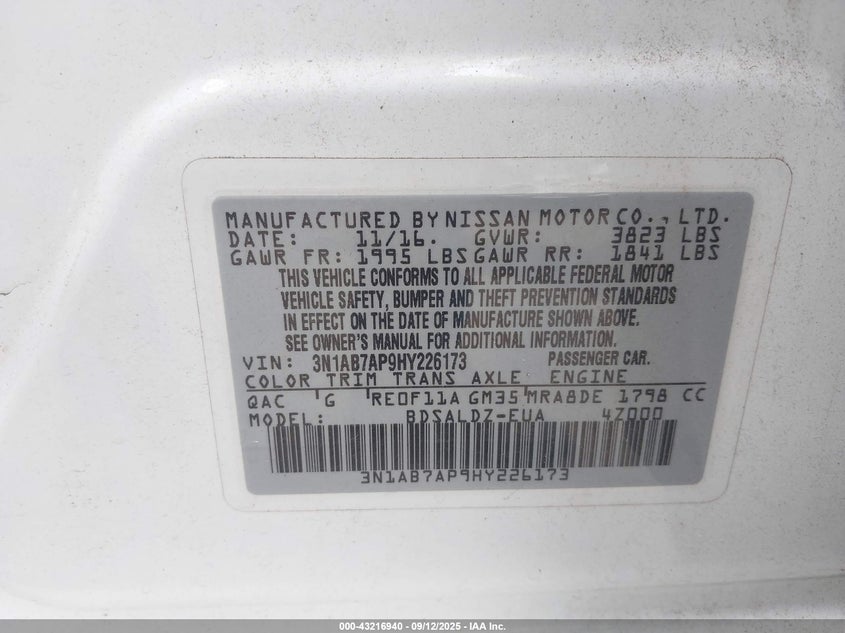 MANUFACTURED BY NISSAN MOTOR CO., LTD.
DATE: 11/16. GVWR: 3823 LBS
GAWR FR: 1995 LBS GAWR RR: 1841 LBS
THIS VEHICLE CONFORMS TO ALL APPLICABLE FEDERAL MOTOR
VEHICLE SAFETY, BUMPER AND THEFT PREVENTION STANDARDS
IN EFFECT ON THE DATE OF MANUFACTURE SHOWN ABOVE.
SEE OWNER'S MANUAL FOR ADDITIONAL INFORMATION.
VIN: 3N1AB7AP9HY226173 PASSENGER CAR.
COLOR TRIM TRANS AXLE ENGINE
QAC G RE0F11A GM35 MRA8DE 1798 CC
MODEL: BDSALDZ-EUA 4Z000
3N1AB7AP9HY226173
000-43216940 - 09/12/2025 - IAA Inc.